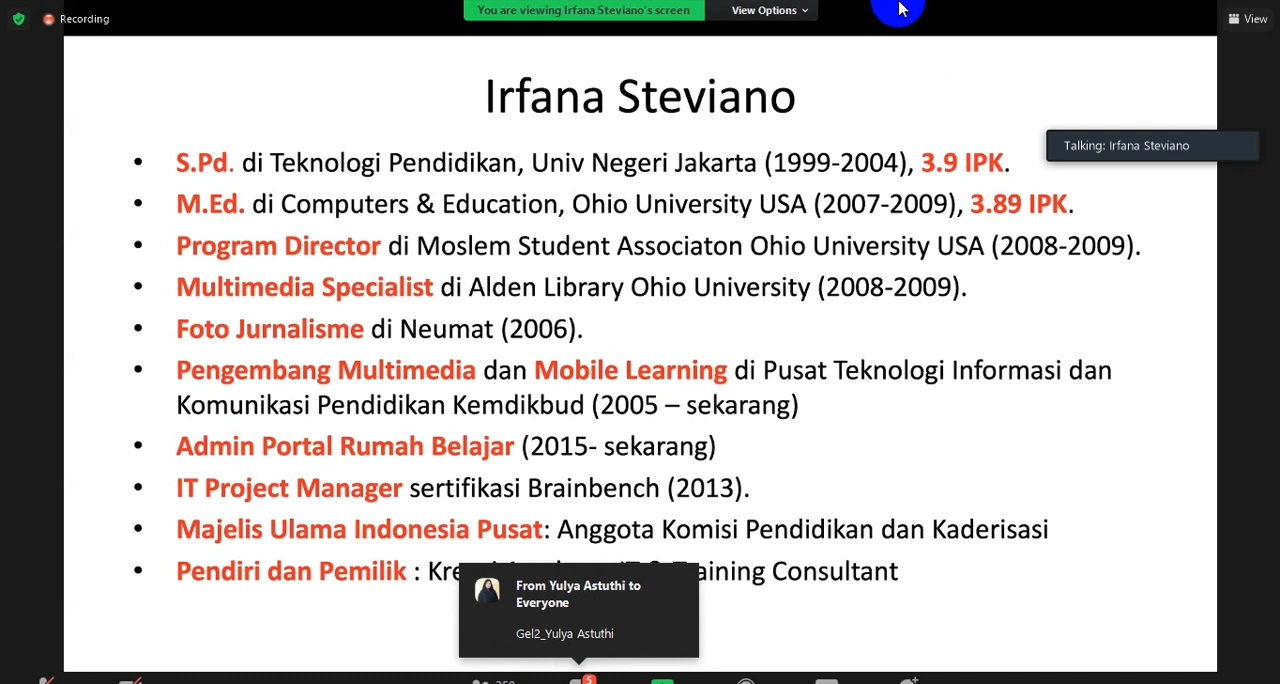 You are viewing Irfana Steviano's screen
View Options
Recording
View
Irfana Steviano
Talking: Irfana Steviano
• S.Pd. di Teknologi Pendidikan, Univ Negeri Jakarta (1999-2004), 3.9 IPK.
• M.Ed. di Computers & Education, Ohio University USA (2007-2009), 3.89 IPK.
• Program Director di Moslem Student Associaton Ohio University USA (2008-2009).
• Multimedia Specialist di Alden Library Ohio University (2008-2009).
• Foto Jurnalisme di Neumat (2006).
• Pengembang Multimedia dan Mobile Learning di Pusat Teknologi Informasi dan
Komunikasi Pendidikan Kemdikbud (2005 – sekarang)
• Admin Portal Rumah Belajar (2015- sekarang)
• IT Project Manager sertifikasi Brainbench (2013).
• Majelis Ulama Indonesia Pusat: Anggota Komisi Pendidikan dan Kaderisasi
• Pendiri dan Pemilik : Consultant
From Yulya Astuthi to
Everyone
Gel2_Yulya Astuthi
5